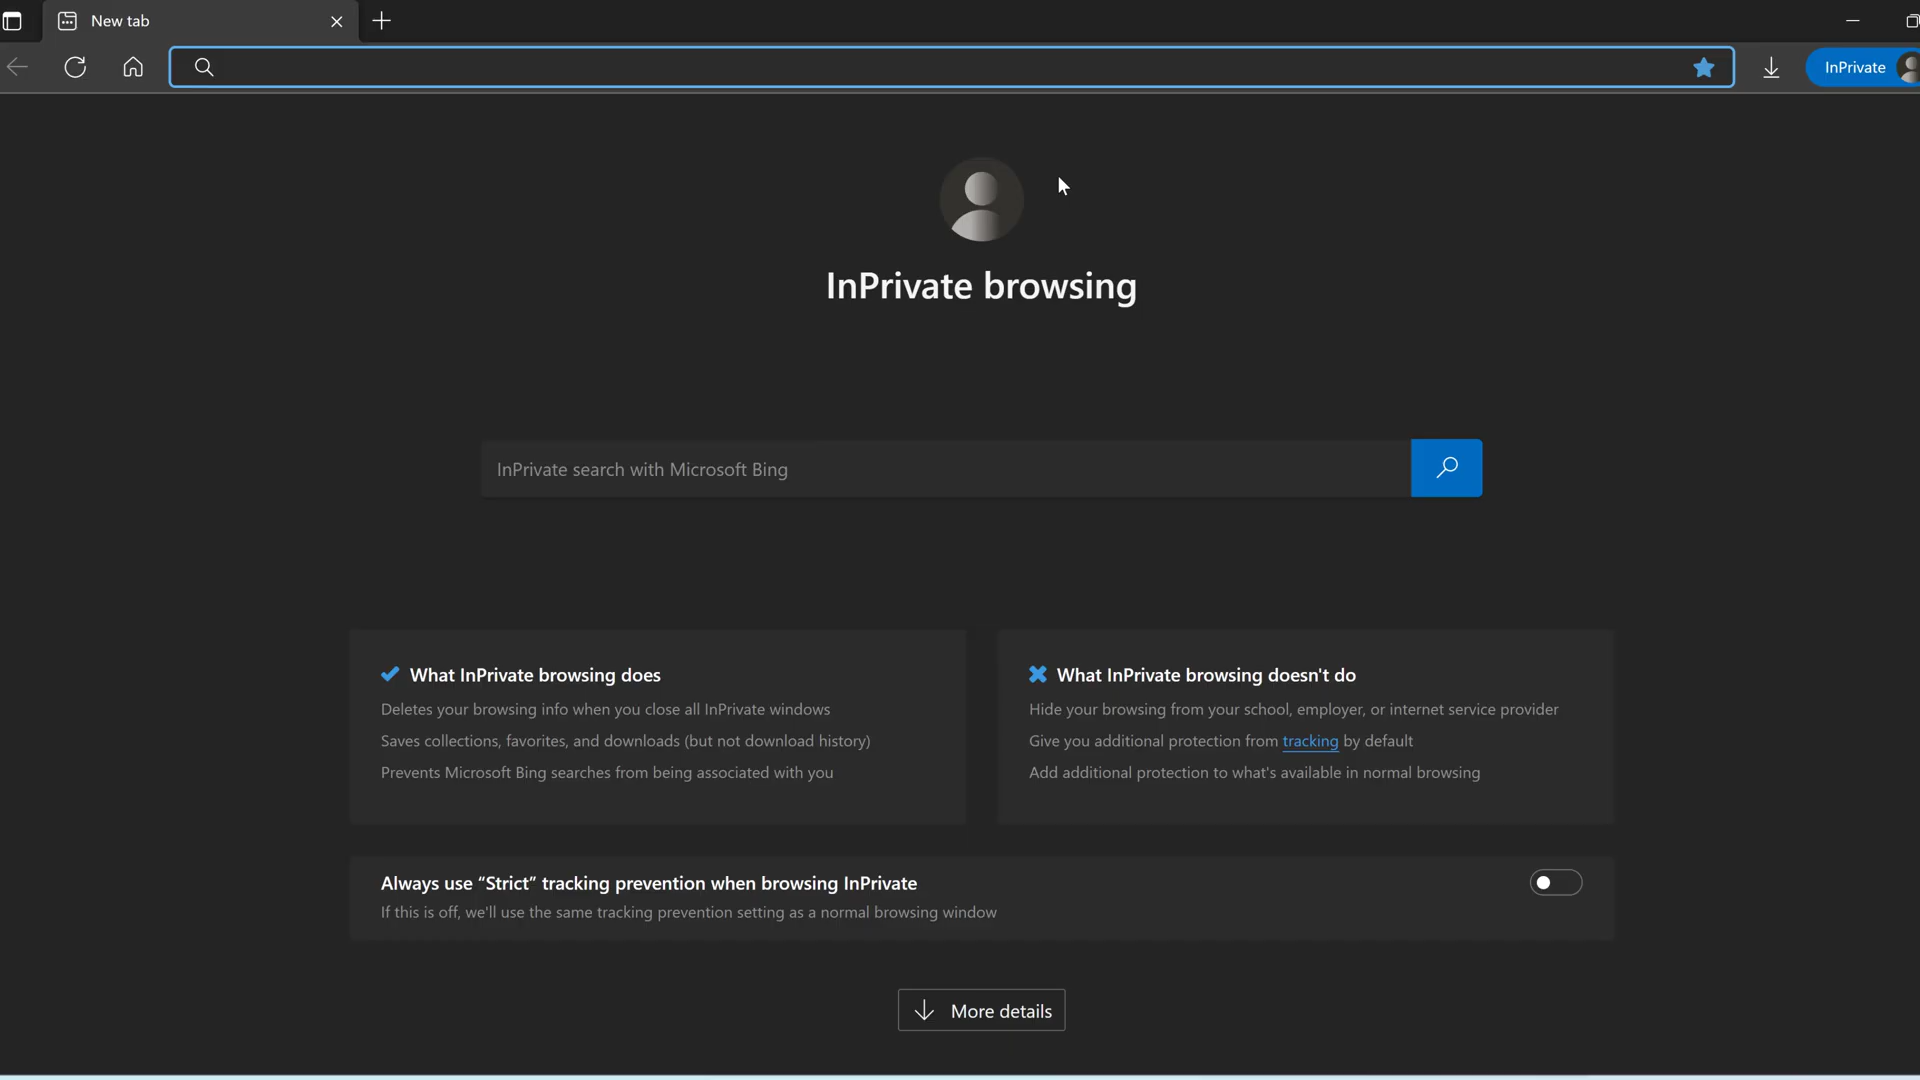 New tab
InPrivate
InPrivate browsing
InPrivate search with Microsoft Bing
What InPrivate browsing does
Deletes your browsing info when you close all InPrivate windows
Saves collections, favorites, and downloads (but not download history)
Prevents Microsoft Bing searches from being associated with you
What InPrivate browsing doesn't do
Hide your browsing from your school, employer, or internet service provider
Give you additional protection from tracking by default
Add additional protection to what's available in normal browsing
Always use “Strict” tracking prevention when browsing InPrivate
If this is off, we'll use the same tracking prevention setting as a normal browsing window
More details